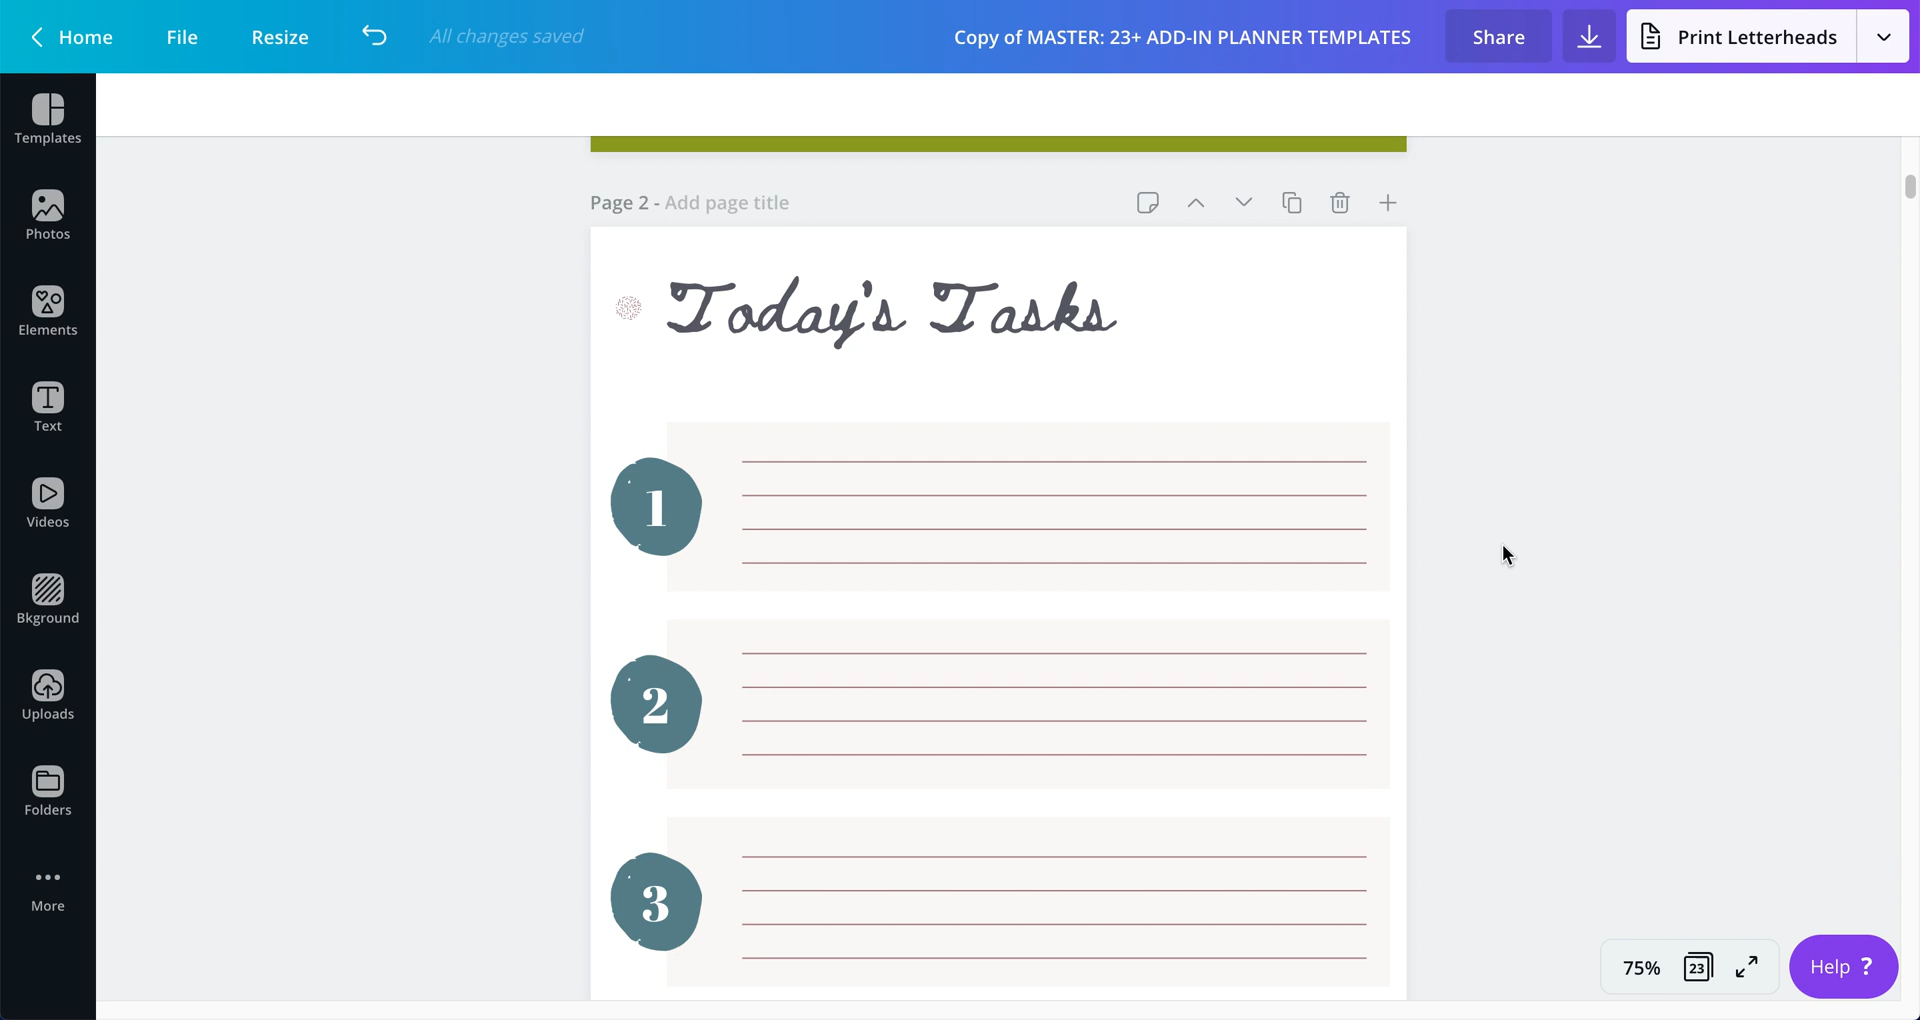 Home File Resize All changes saved Copy of MASTER: 23+ ADD-IN PLANNER TEMPLATES Share Print Letterheads
Templates
Photos
Elements
Text
Videos
Bkground
Uploads
Folders
More
Page 2 - Add page title
Today's Tasks
1
2
3
75% 23 Help ?